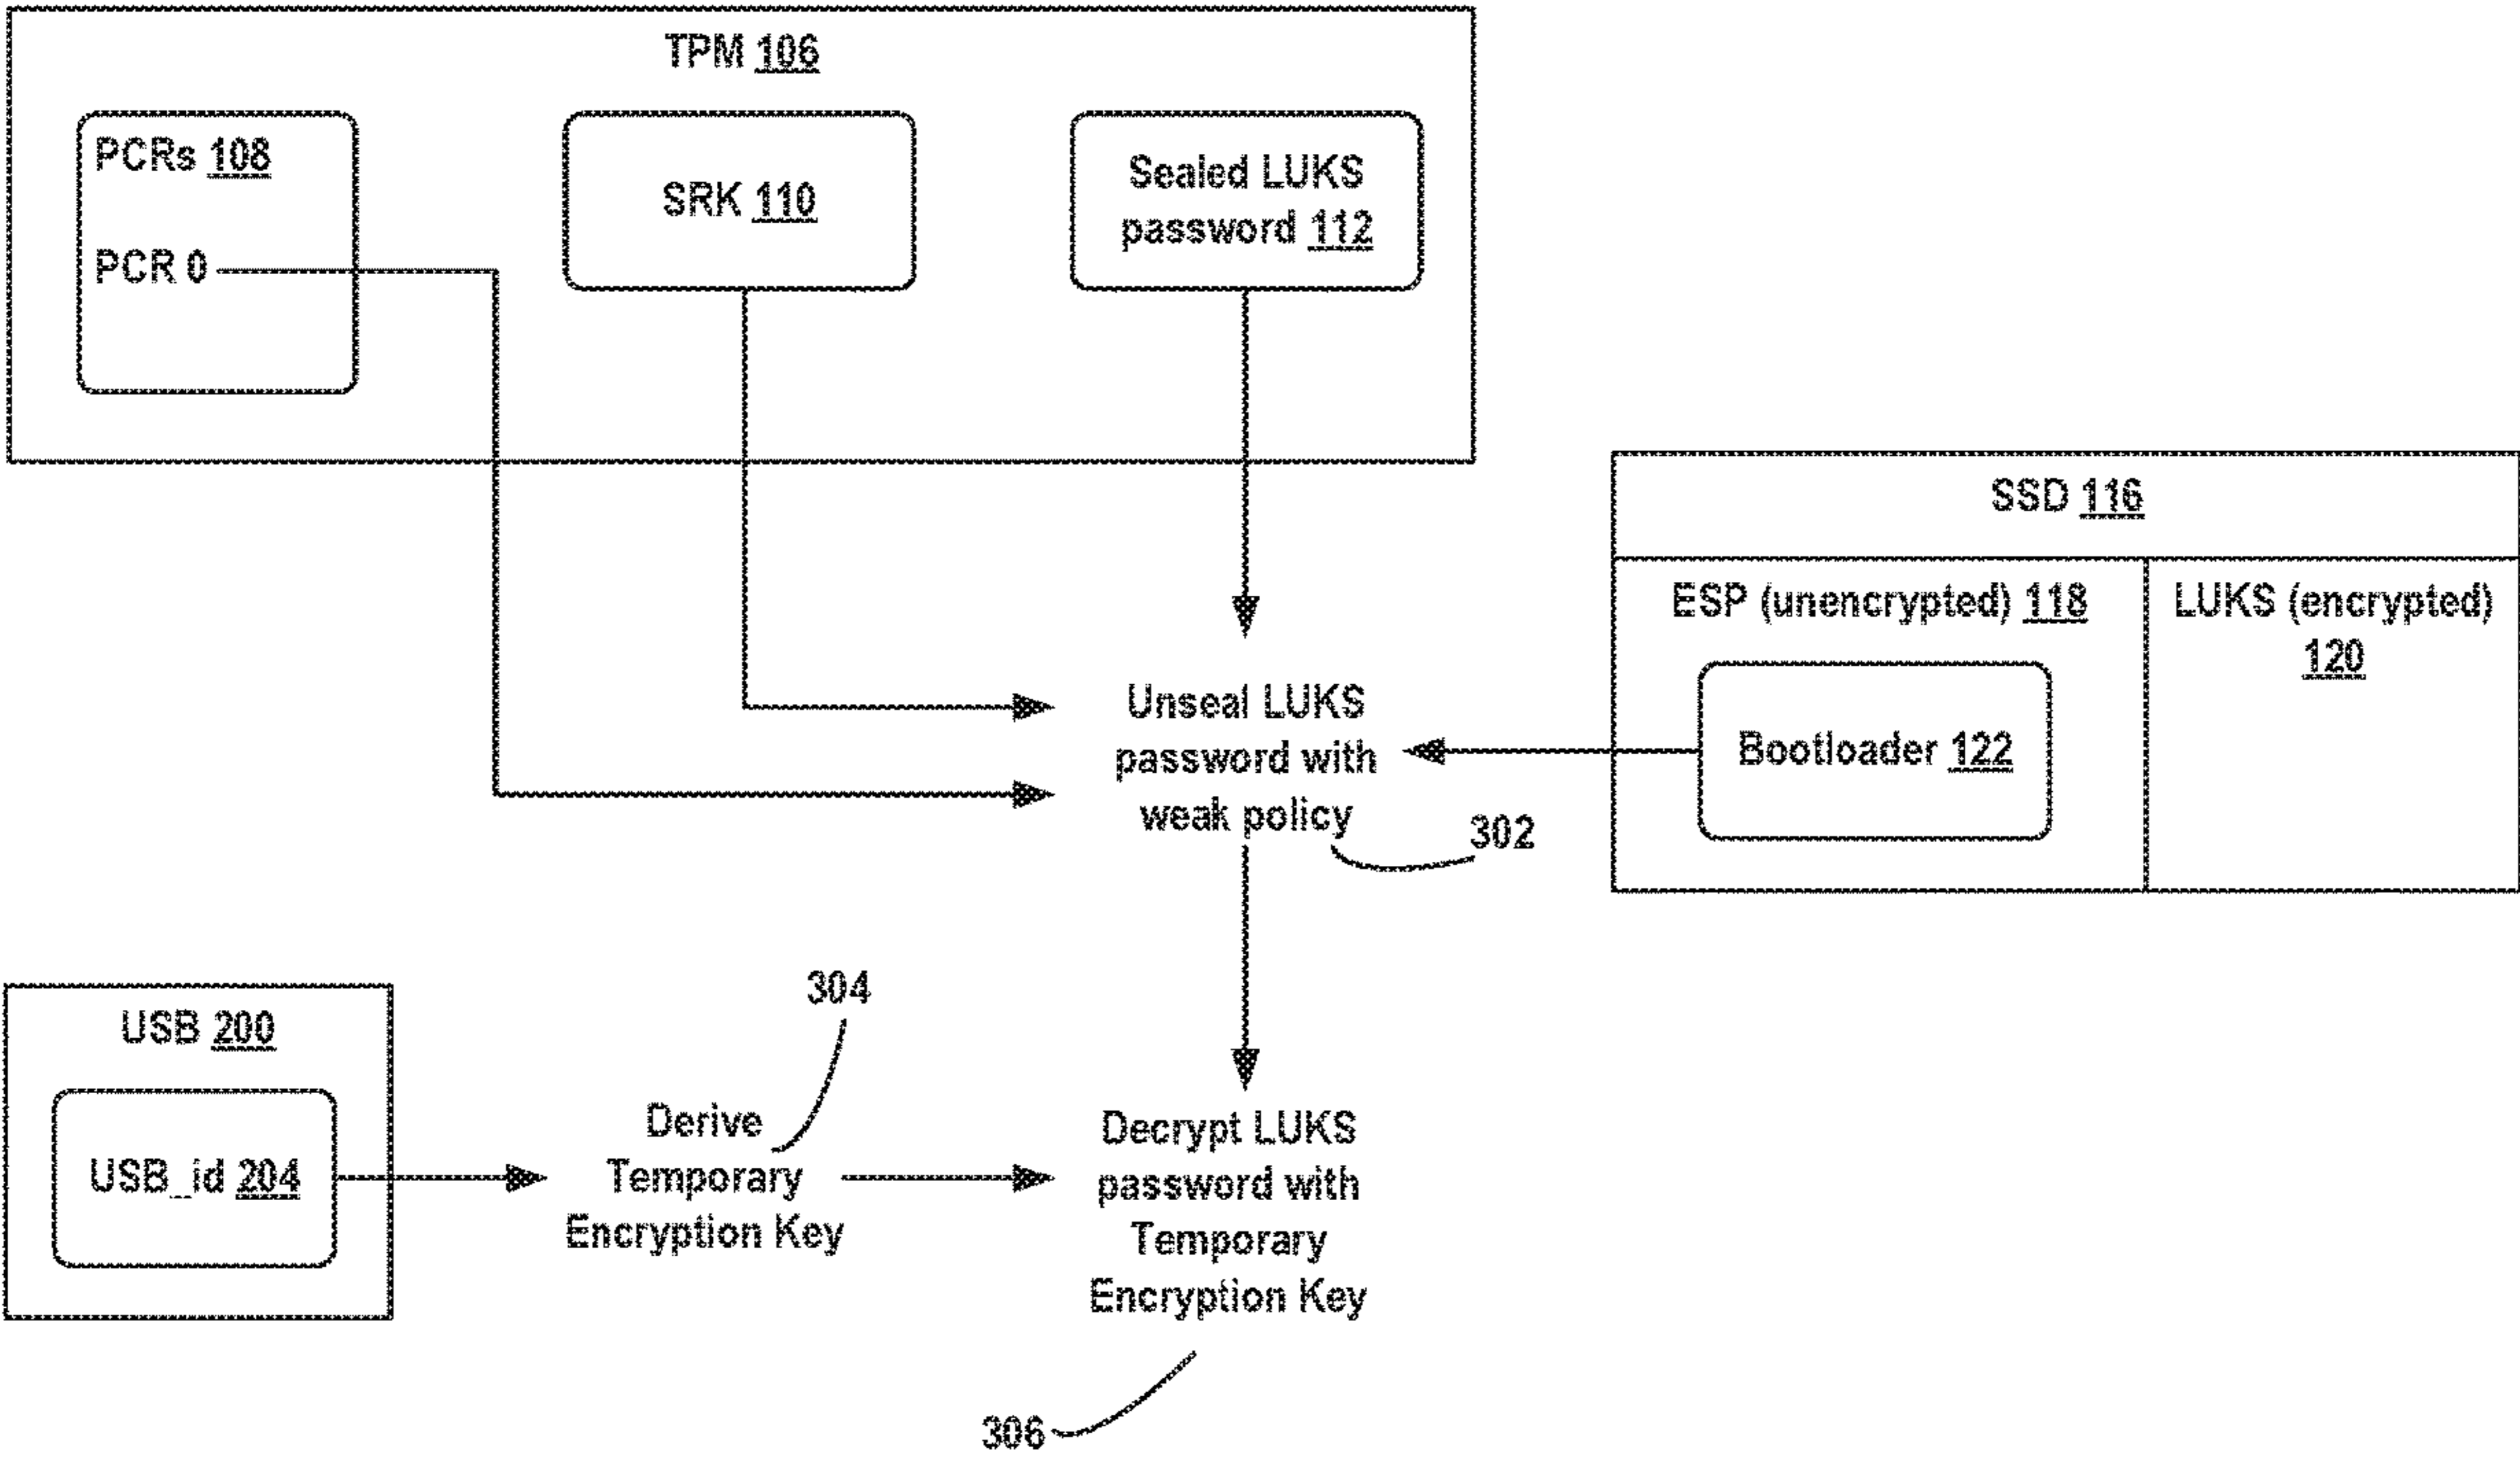 TPM 106
PCRs 108
PCR 0
SRK 110
Sealed LUKS
password 112
SSD 116
ESP (unencrypted) 118
LUKS (encrypted)
120
Bootloader 122
Unseal LUKS
password with
weak policy
302
USB 200
USB_id 204
304
Derive
Temporary
Encryption Key
Decrypt LUKS
password with
Temporary
Encryption Key
306